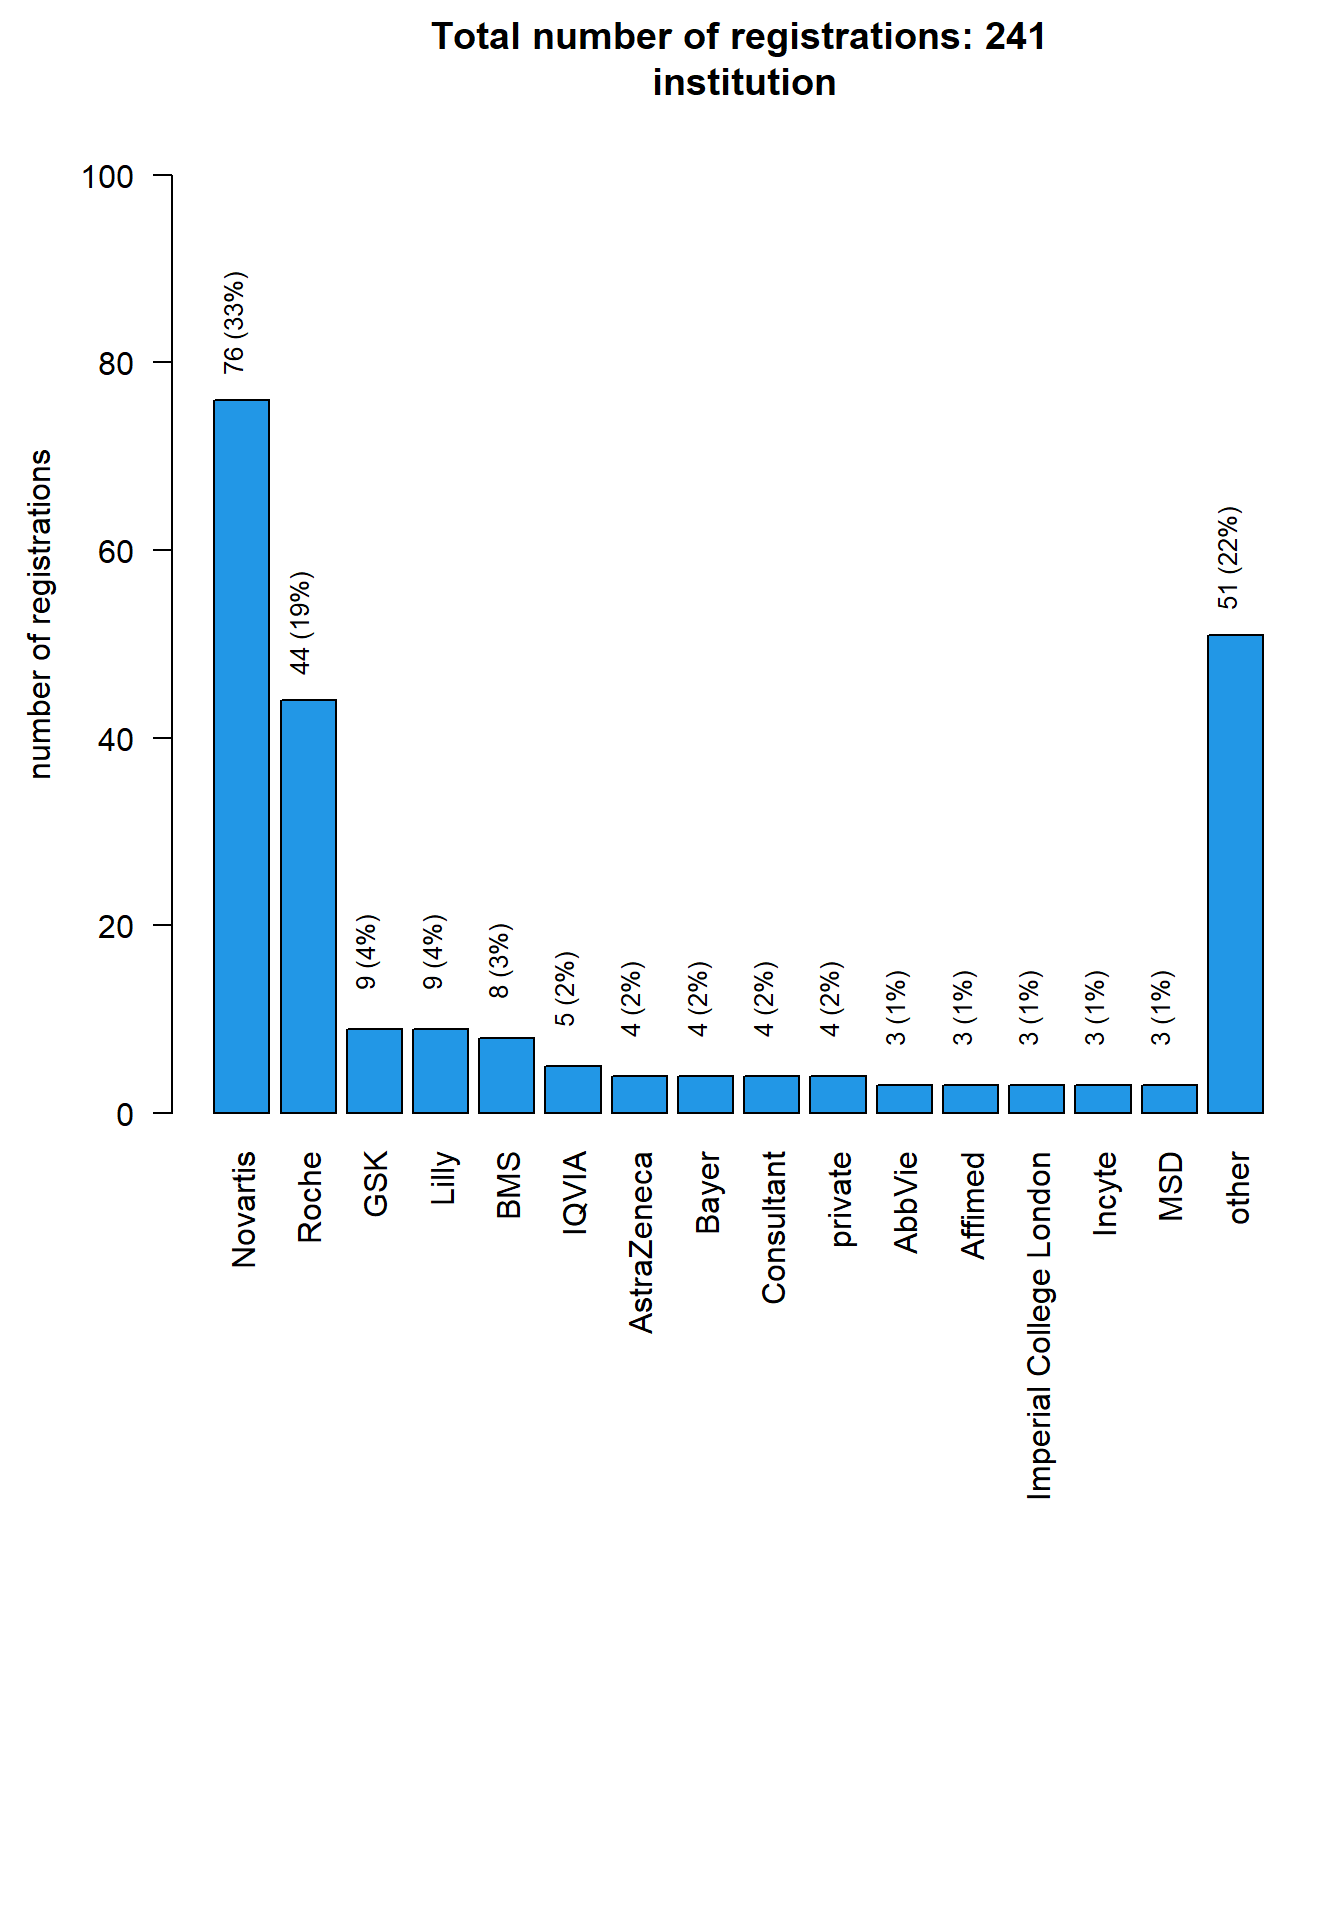 Total number of registrations: 241
institution
number of registrations
100
80
60
40
20
0
76 (33%)
44 (19%)
9 (4%)
9 (4%)
8 (3%)
5 (2%)
4 (2%)
4 (2%)
4 (2%)
4 (2%)
3 (1%)
3 (1%)
3 (1%)
3 (1%)
3 (1%)
51 (22%)
Novartis
Roche
GSK
Lilly
BMS
IQVIA
AstraZeneca
Bayer
Consultant
private
AbbVie
Affimed
Imperial College London
Incyte
MSD
other